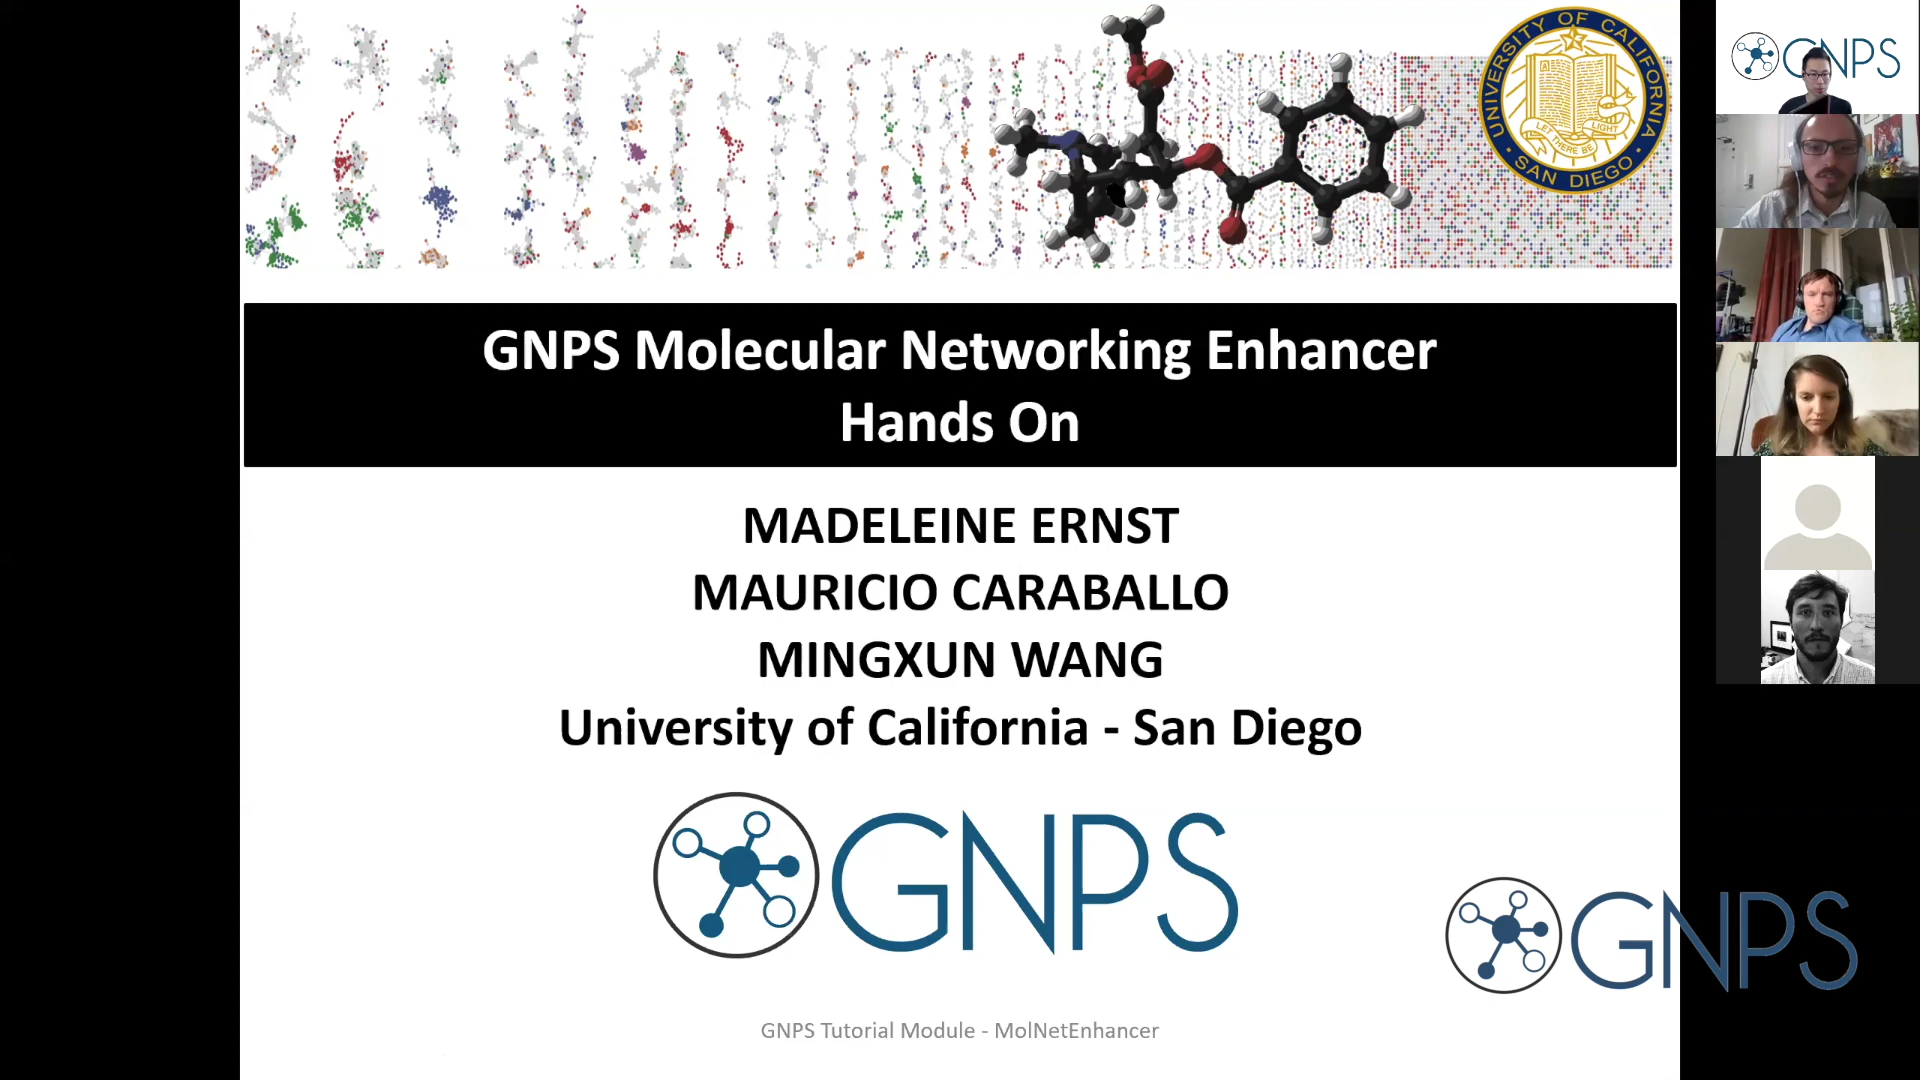 UNIVERSITY OF CALIFORNIA
LET THERE BE LIGHT
· SAN DIEGO ·
GNPS
GNPS Molecular Networking Enhancer
Hands On
MADELEINE ERNST
MAURICIO CARABALLO
MINGXUN WANG
University of California - San Diego
GNPS
GNPS
GNPS Tutorial Module - MolNetEnhancer